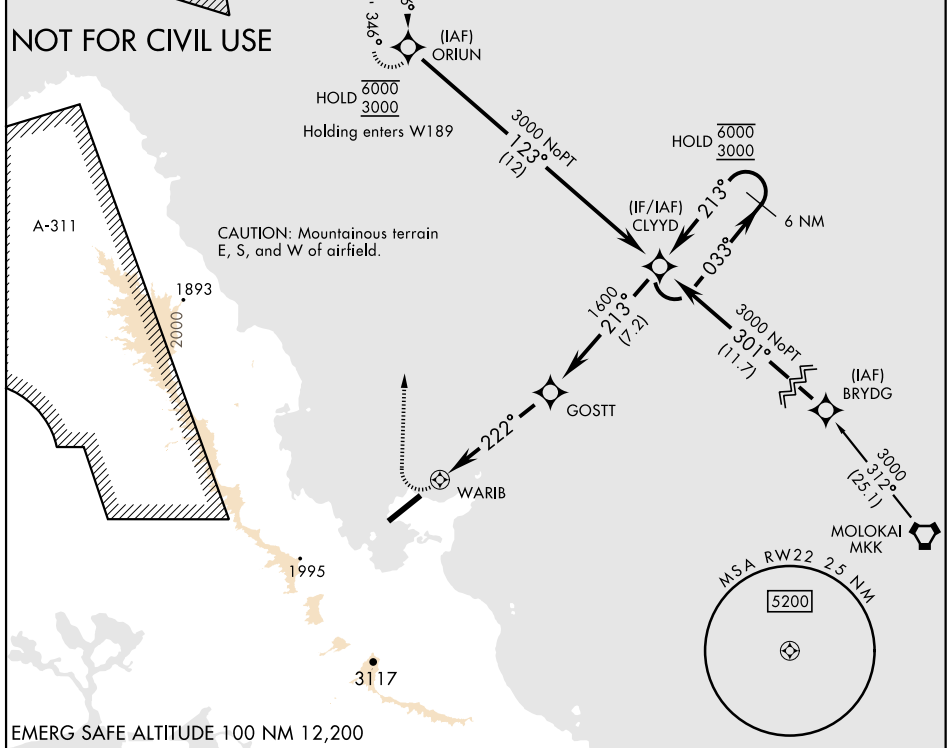 346°
(IAF)
ORIUN
NOT FOR CIVIL USE
HOLD 6000
3000
Holding enters W189
3000 NoPT
123°
(12)
HOLD 6000
3000
213°
6 NM
(IF/IAF)
CLYYD
033°
A-311
CAUTION: Mountainous terrain
E, S, and W of airfield.
1893
2000
1600
213°
(7.2)
3000 NoPT
301°
(11.7)
(IAF)
BRYDG
GOSTT
222°
3000
312°
(25.1)
WARIB
MOLOKAI
MKK
1995
MSA RW22 25 NM
5200
3117
EMERG SAFE ALTITUDE 100 NM 12,200